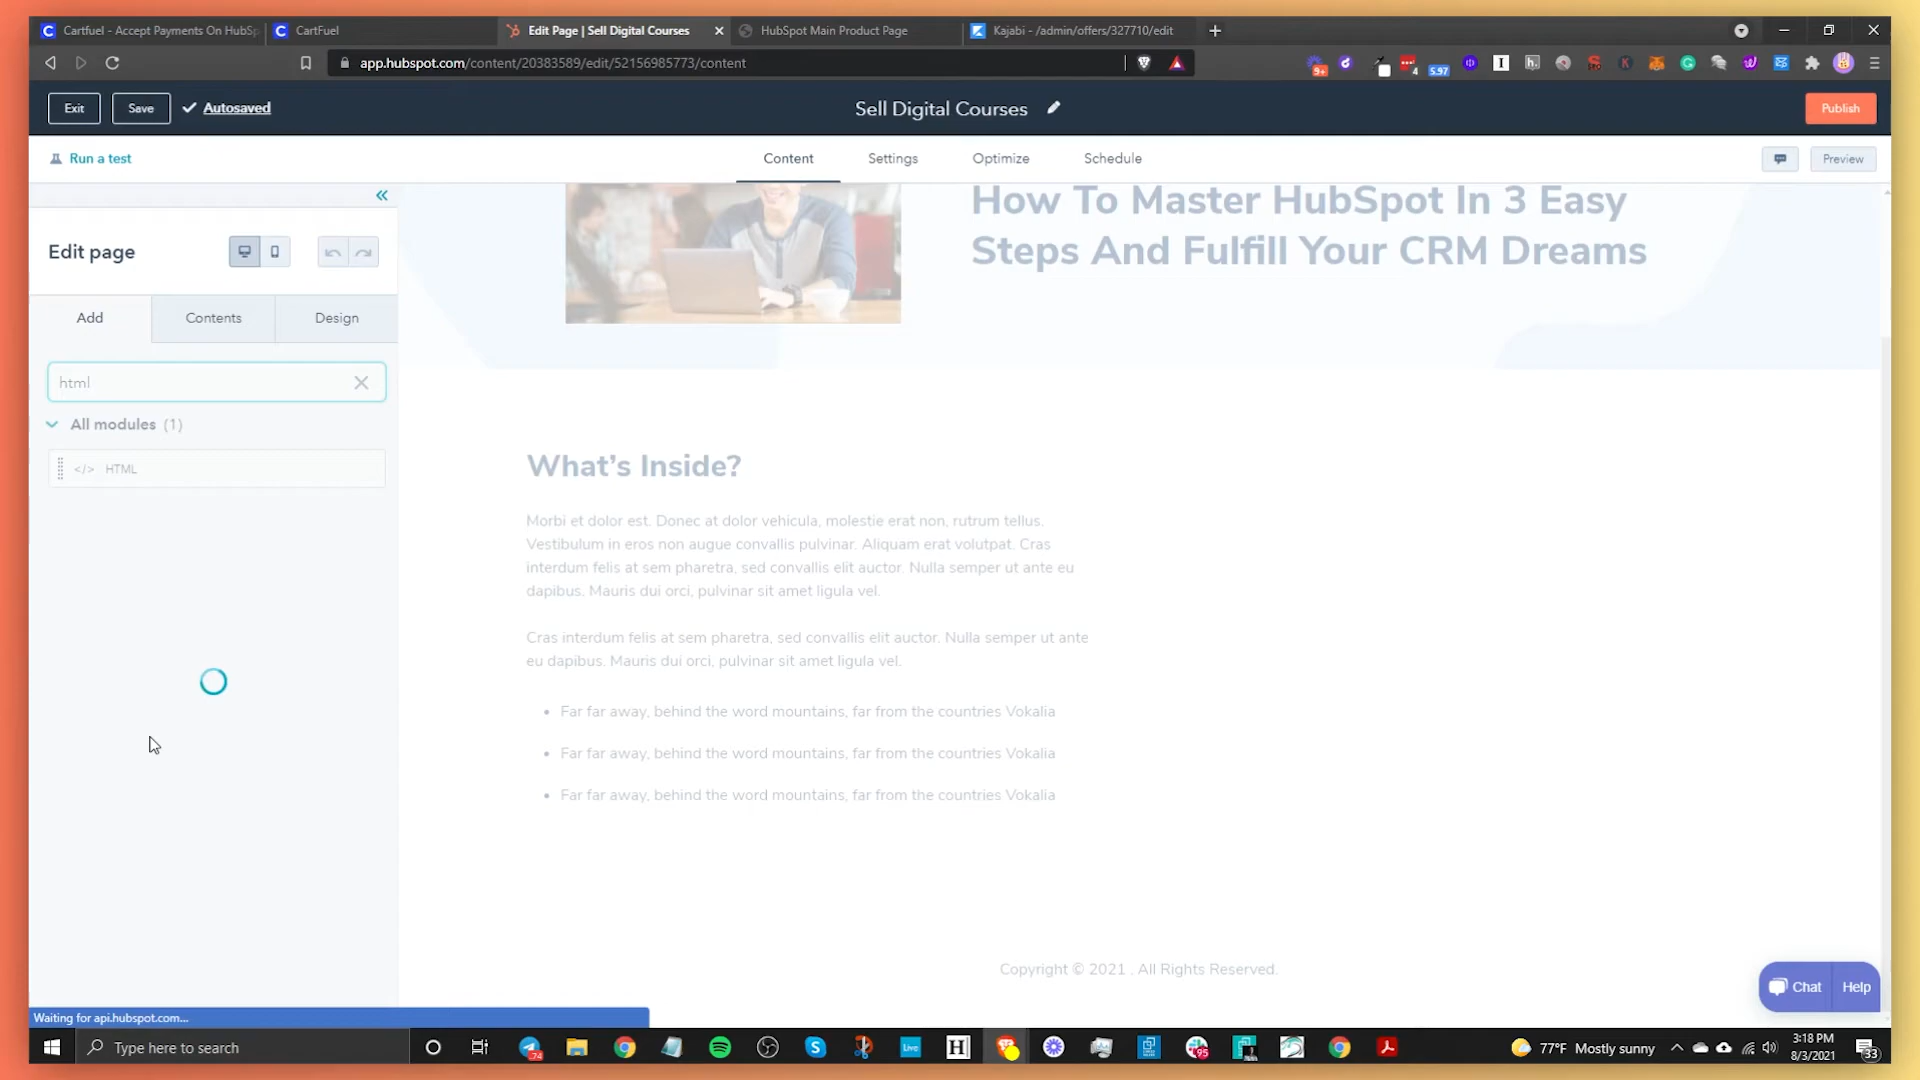 Cartfuel - Accept Payments On HubSp
CartFuel
Edit Page | Sell Digital Courses
HubSpot Main Product Page
Kajabi - /admin/offers/327710/edit
app.hubspot.com/content/20383589/edit/52156985773/content
9+
4
5.97
Exit
Save
Autosaved
Sell Digital Courses
Publish
Run a test
Content
Settings
Optimize
Schedule
Preview
Edit page
Add
Contents
Design
html
All modules (1)
</> HTML
How To Master HubSpot In 3 Easy
Steps And Fulfill Your CRM Dreams
What's Inside?
Morbi et dolor est. Donec at dolor vehicula, molestie erat non, rutrum tellus.
Vestibulum in eros non augue convallis pulvinar. Aliquam erat volutpat. Cras
interdum felis at sem pharetra, sed convallis elit auctor. Nulla semper ut ante eu
dapibus. Mauris dui orci, pulvinar sit amet ligula vel.
Cras interdum felis at sem pharetra, sed convallis elit auctor. Nulla semper ut ante
eu dapibus. Mauris dui orci, pulvinar sit amet ligula vel.
• Far far away, behind the word mountains, far from the countries Vokalia
• Far far away, behind the word mountains, far from the countries Vokalia
• Far far away, behind the word mountains, far from the countries Vokalia
Copyright © 2021 . All Rights Reserved.
Chat
Help
Waiting for api.hubspot.com...
Type here to search
74
Live
H
95
77°F Mostly sunny
3:18 PM
8/3/2021
33